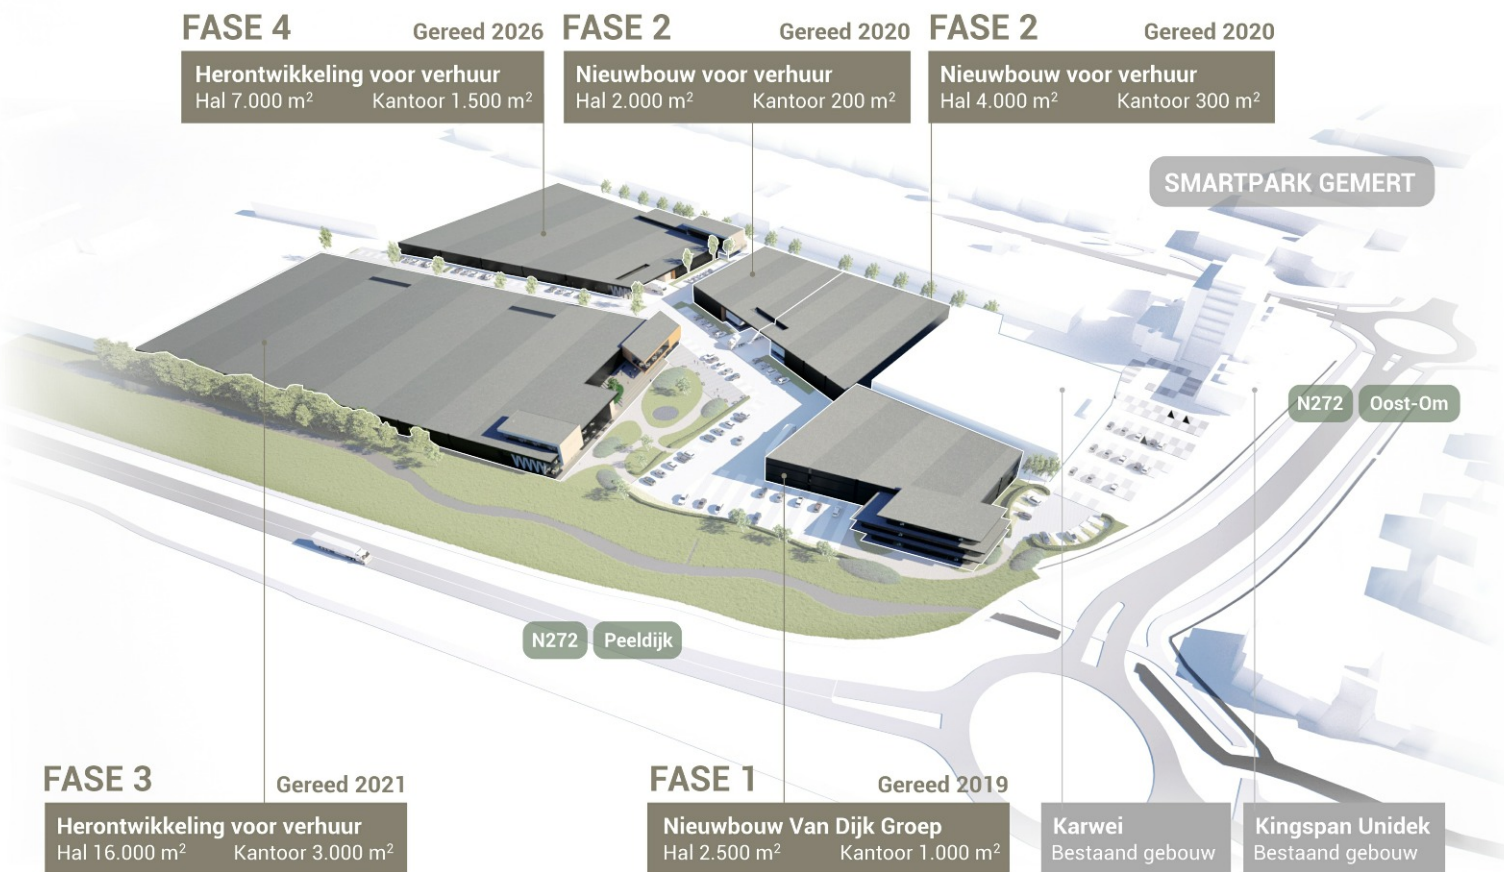 FASE 4 Gereed 2026
Herontwikkeling voor verhuur
Hal 7.000 m² Kantoor 1.500 m²
FASE 2 Gereed 2020
Nieuwbouw voor verhuur
Hal 2.000 m² Kantoor 200 m²
FASE 2 Gereed 2020
Nieuwbouw voor verhuur
Hal 4.000 m² Kantoor 300 m²
SMARTPARK GEMERT
N272 Oost-Om
N272 Peeldijk
FASE 3 Gereed 2021
Herontwikkeling voor verhuur
Hal 16.000 m² Kantoor 3.000 m²
FASE 1 Gereed 2019
Nieuwbouw Van Dijk Groep
Hal 2.500 m² Kantoor 1.000 m²
Karwei
Bestaand gebouw
Kingspan Unidek
Bestaand gebouw